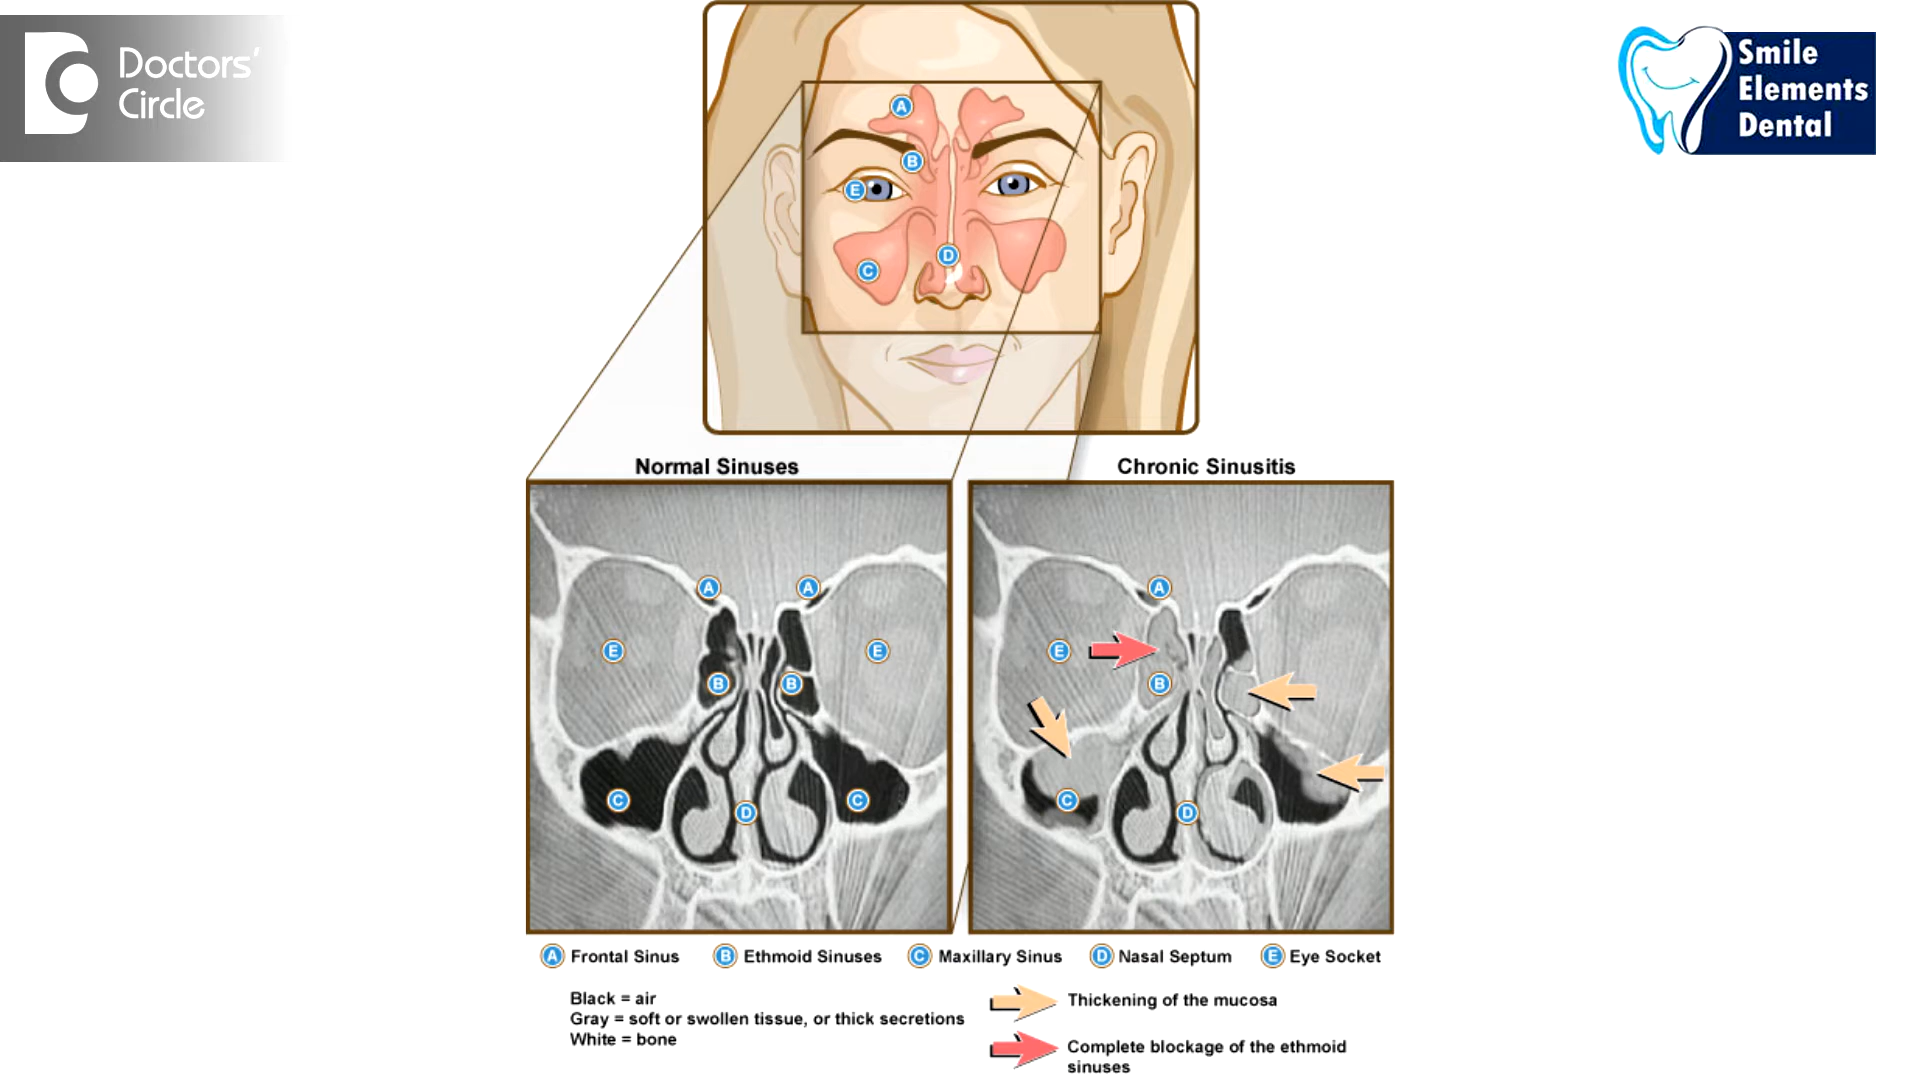 Doctors'
Circle
Smile
Elements
Dental
A
B
E
D
C
Normal Sinuses
Chronic Sinusitis
A
A
E
E
B
B
C
C
D
A
E
B
C
D
A Frontal Sinus
B Ethmoid Sinuses
C Maxillary Sinus
D Nasal Septum
E Eye Socket
Black = air
Gray = soft or swollen tissue, or thick secretions
White = bone
Thickening of the mucosa
Complete blockage of the ethmoid
sinuses